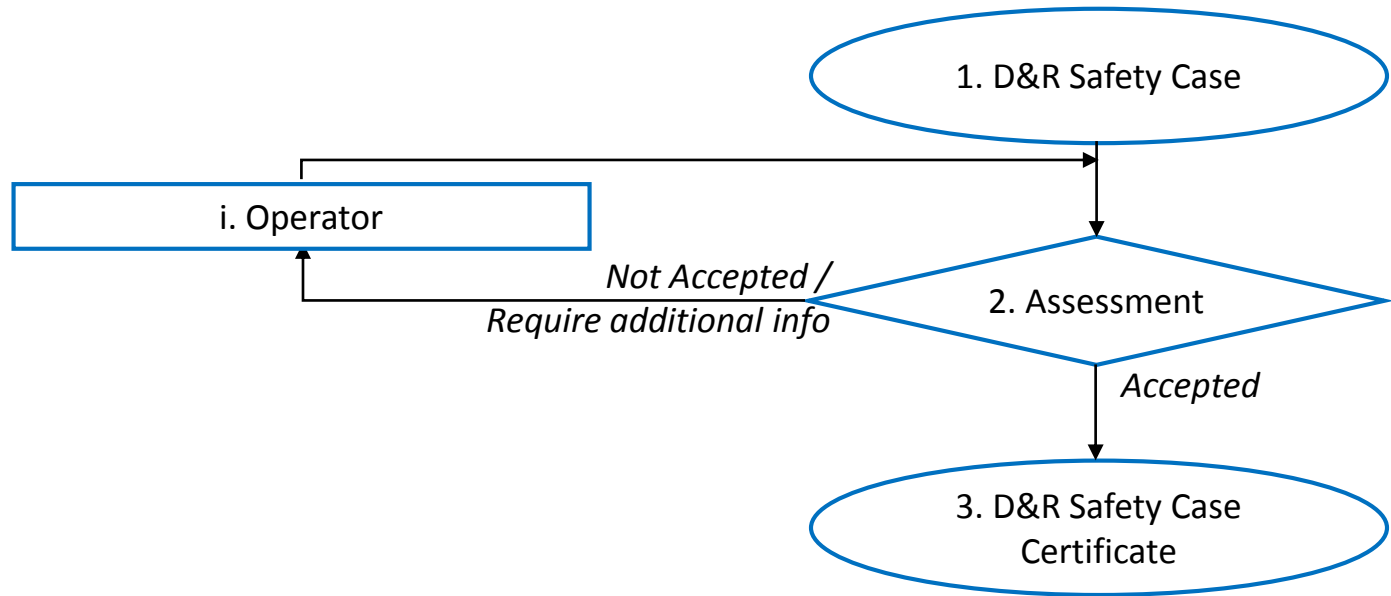 1. D&R Safety Case
i. Operator
Not Accepted /
Require additional info
2. Assessment
Accepted
3. D&R Safety Case
Certificate